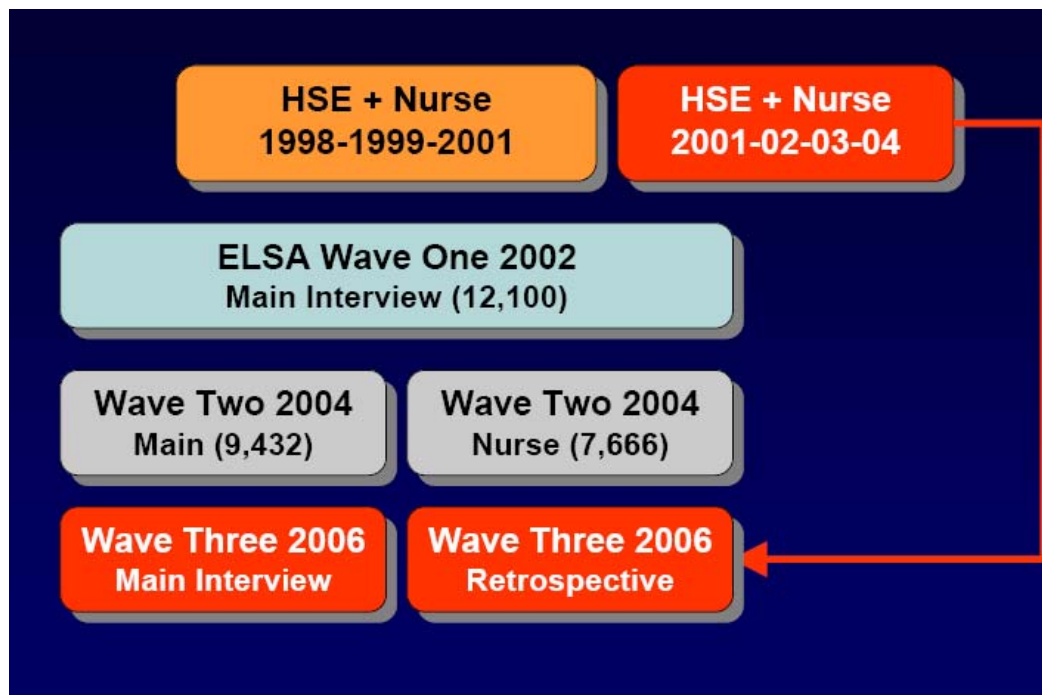 HSE + Nurse
1998-1999-2001
HSE + Nurse
2001-02-03-04
ELSA Wave One 2002
Main Interview (12,100)
Wave Two 2004
Main (9,432)
Wave Two 2004
Nurse (7,666)
Wave Three 2006
Main Interview
Wave Three 2006
Retrospective